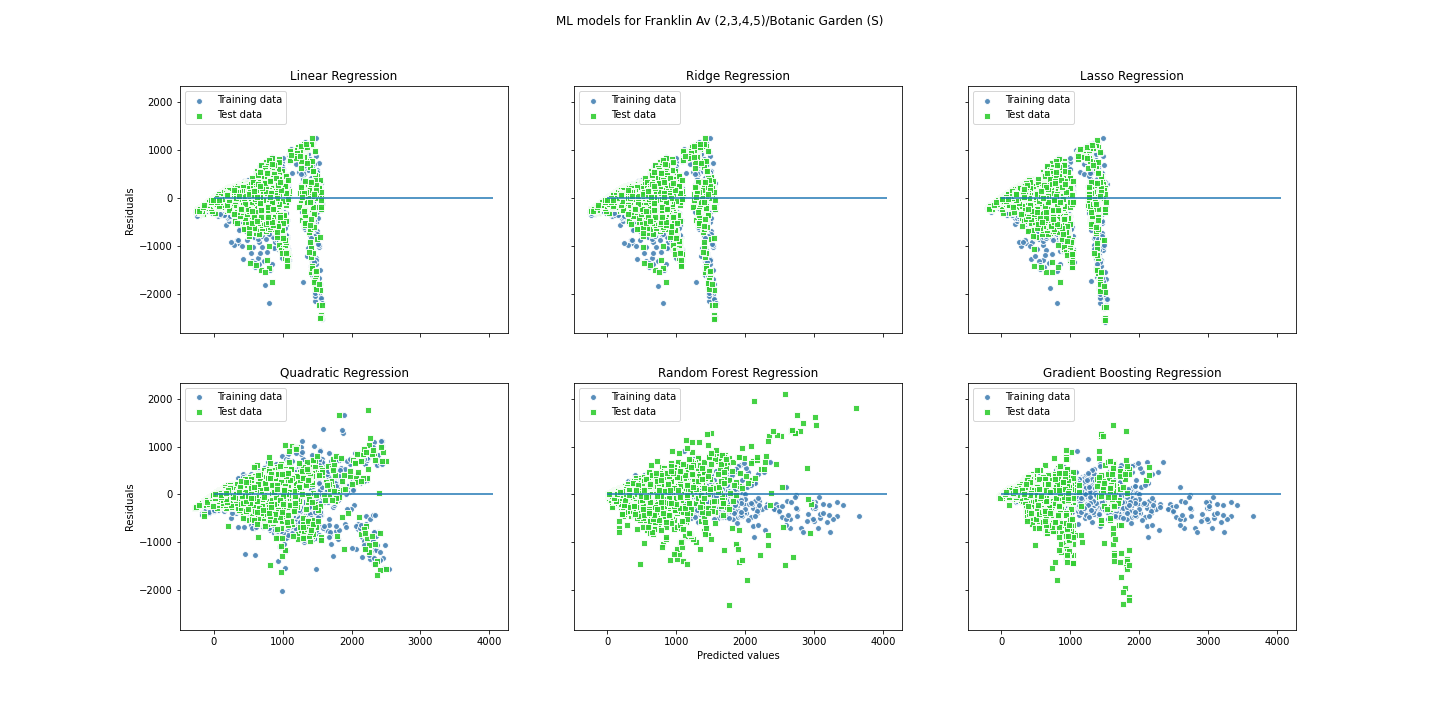 ML models for Franklin Av (2,3,4,5)/Botanic Garden (S)
Linear Regression
Ridge Regression
Lasso Regression
Training data
Test data
Training data
Test data
Training data
Test data
2000
1000
0
−1000
−2000
Residuals
Quadratic Regression
Random Forest Regression
Gradient Boosting Regression
Training data
Test data
Training data
Test data
Training data
Test data
2000
1000
0
−1000
−2000
Residuals
0 1000 2000 3000 4000
0 1000 2000 3000 4000
0 1000 2000 3000 4000
Predicted values